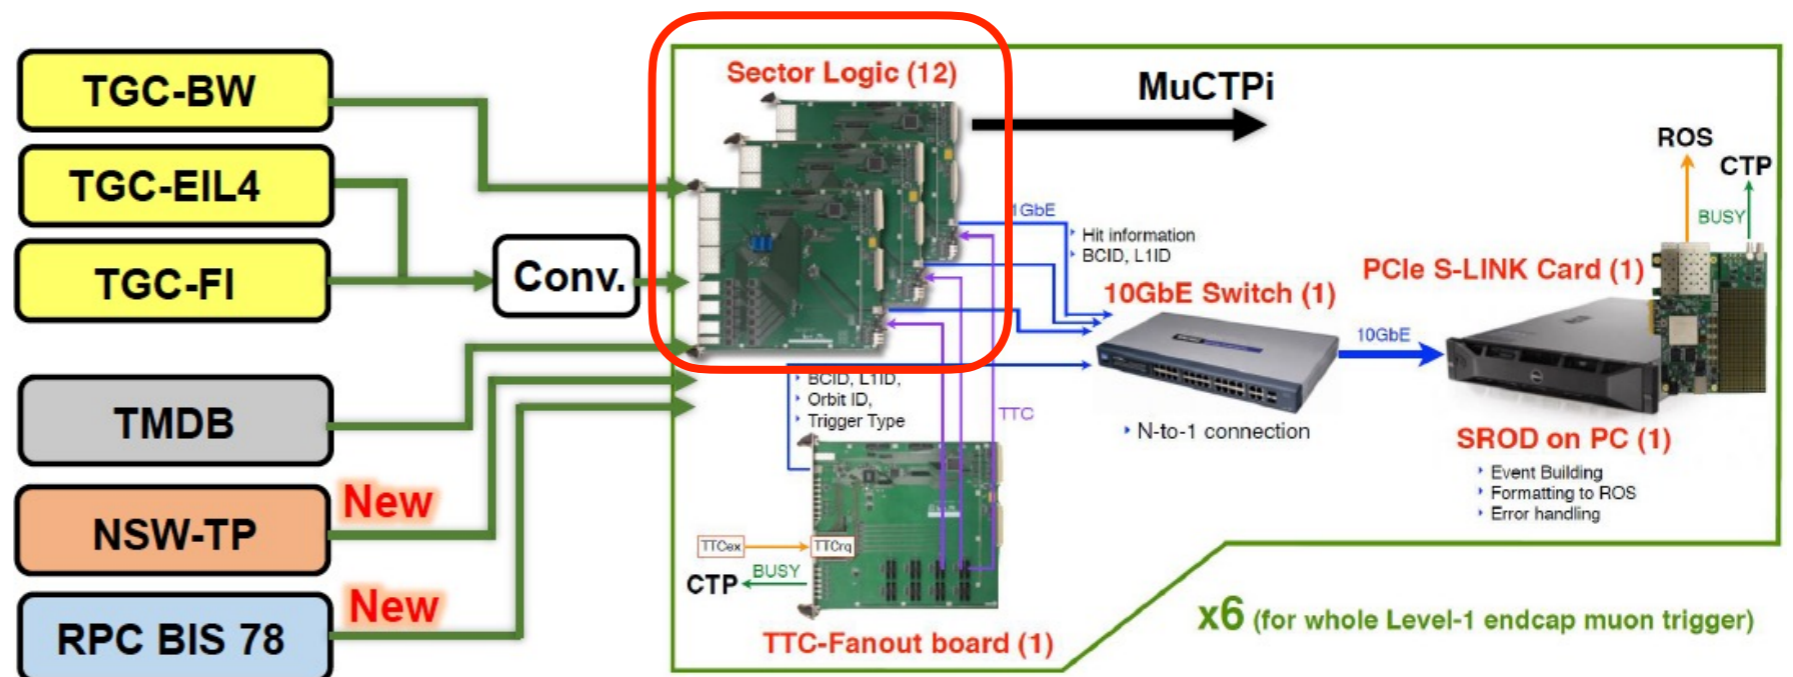 TGC-BW
TGC-EIL4
TGC-FI
Conv.
TMDB
NSW-TP
New
RPC BIS 78
New
Sector Logic (12)
MuCTPi
1GbE
Hit information
BCID, L1ID
10GbE Switch (1)
N-to-1 connection
10GbE
PCIe S-LINK Card (1)
ROS
CTP
BUSY
SROD on PC (1)
Event Building
Formatting to ROS
Error handling
BCID, L1ID,
Orbit ID,
Trigger Type
TTC
TTCex
TTCrq
CTP
BUSY
TTC-Fanout board (1)
x6 (for whole Level-1 endcap muon trigger)